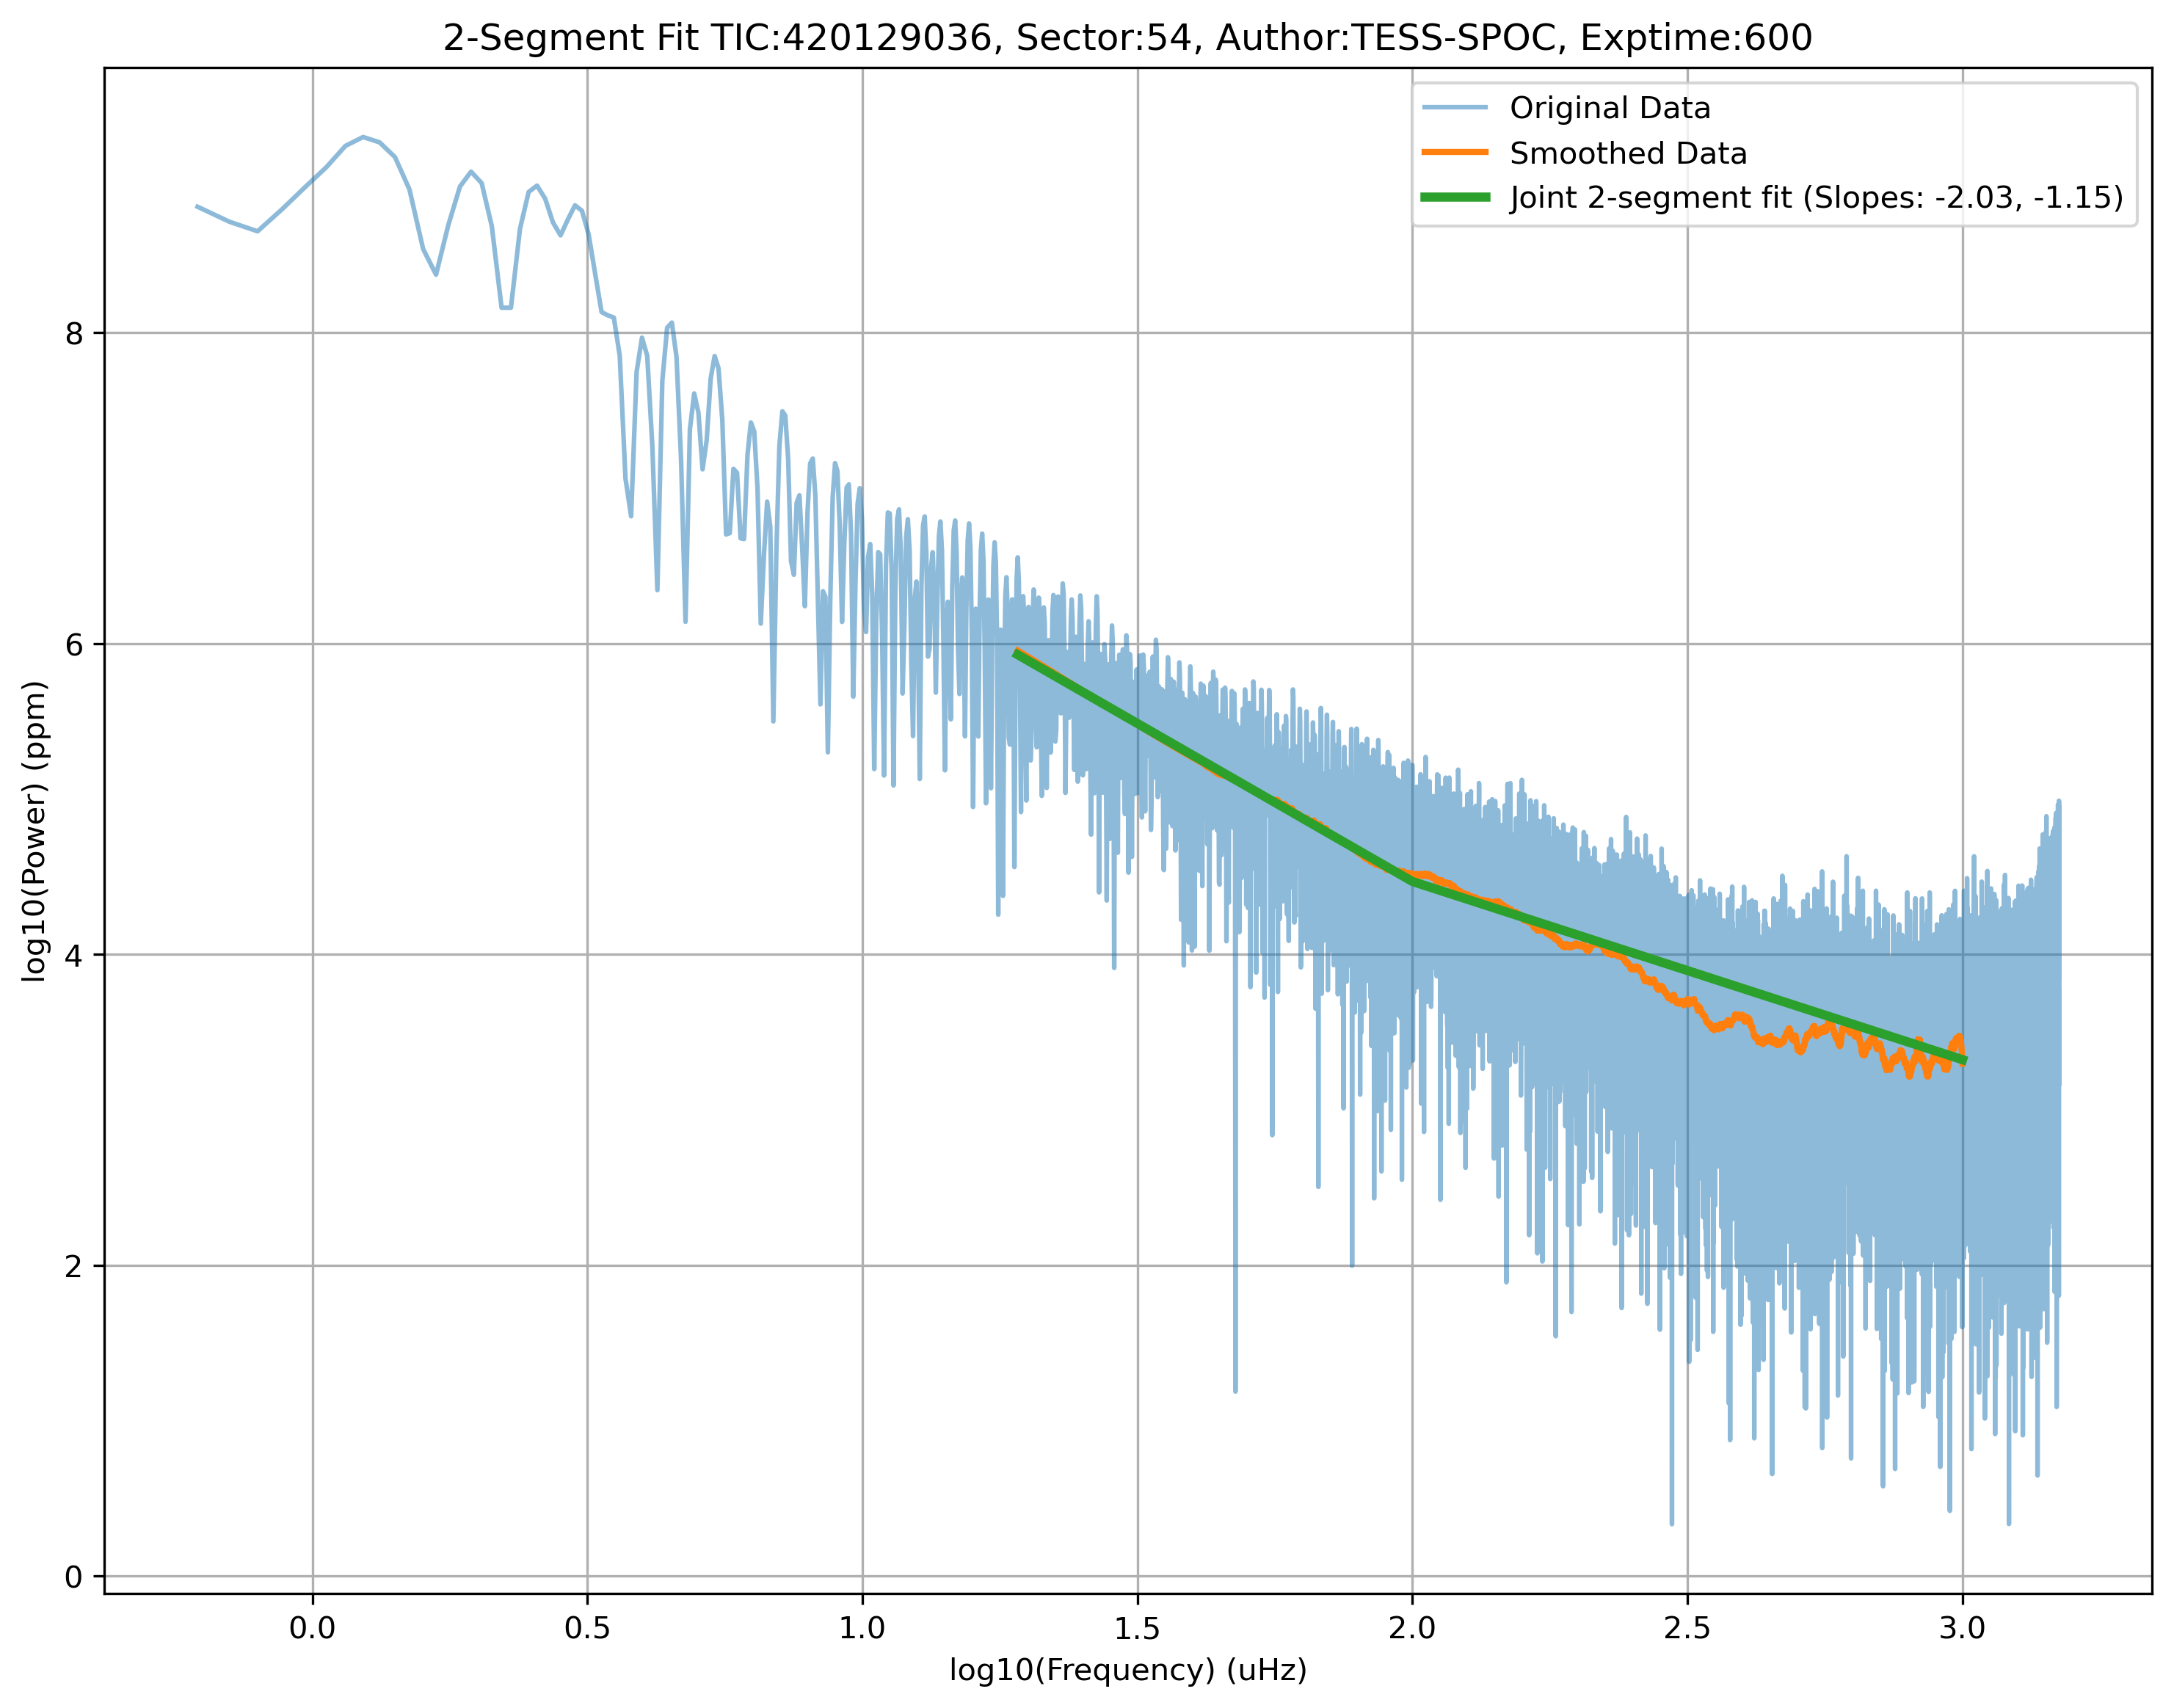 2-Segment Fit TIC:420129036, Sector:54, Author:TESS-SPOC, Exptime:600
Original Data
Smoothed Data
Joint 2-segment fit (Slopes: -2.03, -1.15)
log10(Power) (ppm)
8
6
4
2
0
0.0 0.5 1.0 1.5 2.0 2.5 3.0
log10(Frequency) (uHz)